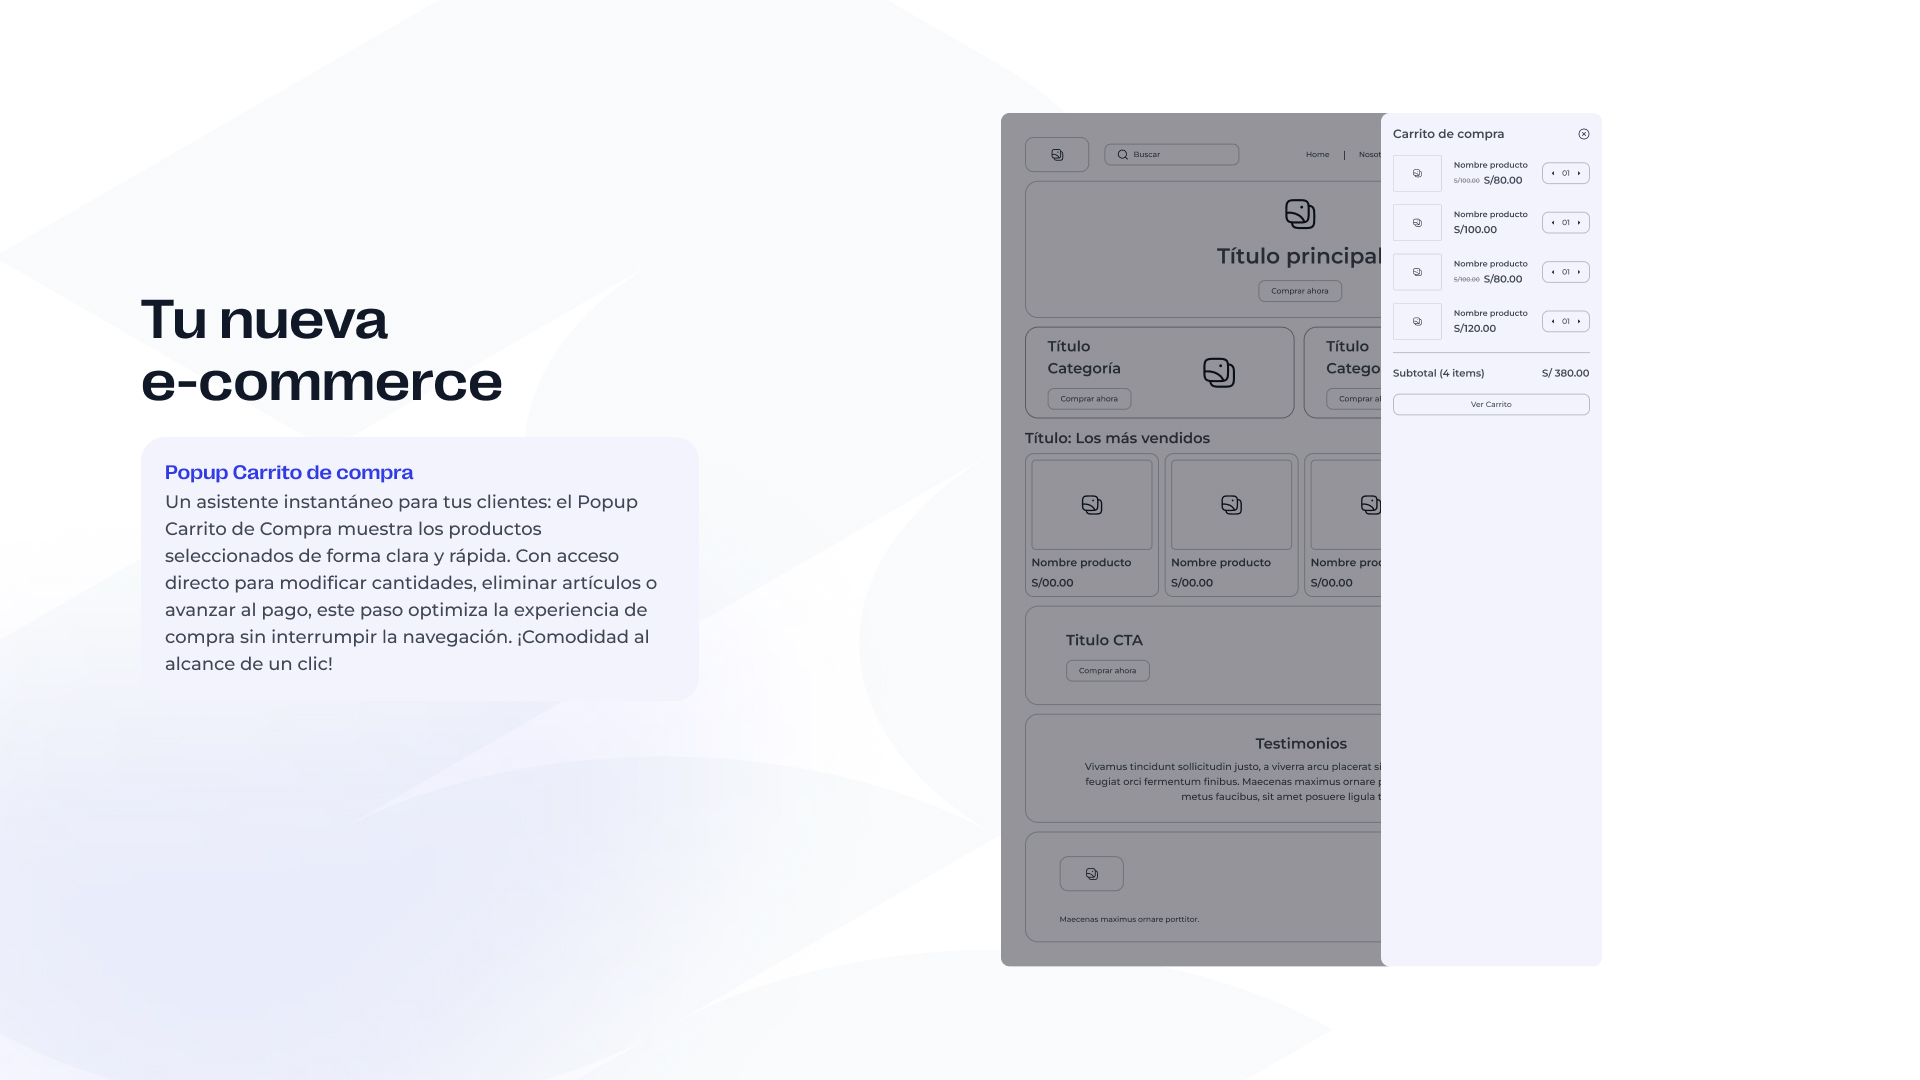 Tu nueva
e-commerce
Popup Carrito de compra
Un asistente instantáneo para tus clientes: el Popup
Carrito de Compra muestra los productos
seleccionados de forma clara y rápida. Con acceso
directo para modificar cantidades, eliminar artículos o
avanzar al pago, este paso optimiza la experiencia de
compra sin interrumpir la navegación. ¡Comodidad al
alcance de un clic!
Buscar
Home | Nosot
Título principal
Comprar ahora
Título
Categoría
Comprar ahora
Título
Catego
Comprar a
Título: Los más vendidos
Nombre producto
S/00.00
Nombre producto
S/00.00
Nombre proc
S/00.00
Titulo CTA
Comprar ahora
Testimonios
Vivamus tincidunt sollicitudin justo, a viverra arcu placerat si
feugiat orci fermentum finibus. Maecenas maximus ornare p
metus faucibus, sit amet posuere ligula t
Maecenas maximus ornare porttitor.
Carrito de compra
Nombre producto
S/100.00 S/80.00
01
Nombre producto
S/100.00
01
Nombre producto
S/100.00 S/80.00
01
Nombre producto
S/120.00
01
Subtotal (4 items) S/ 380.00
Ver Carrito